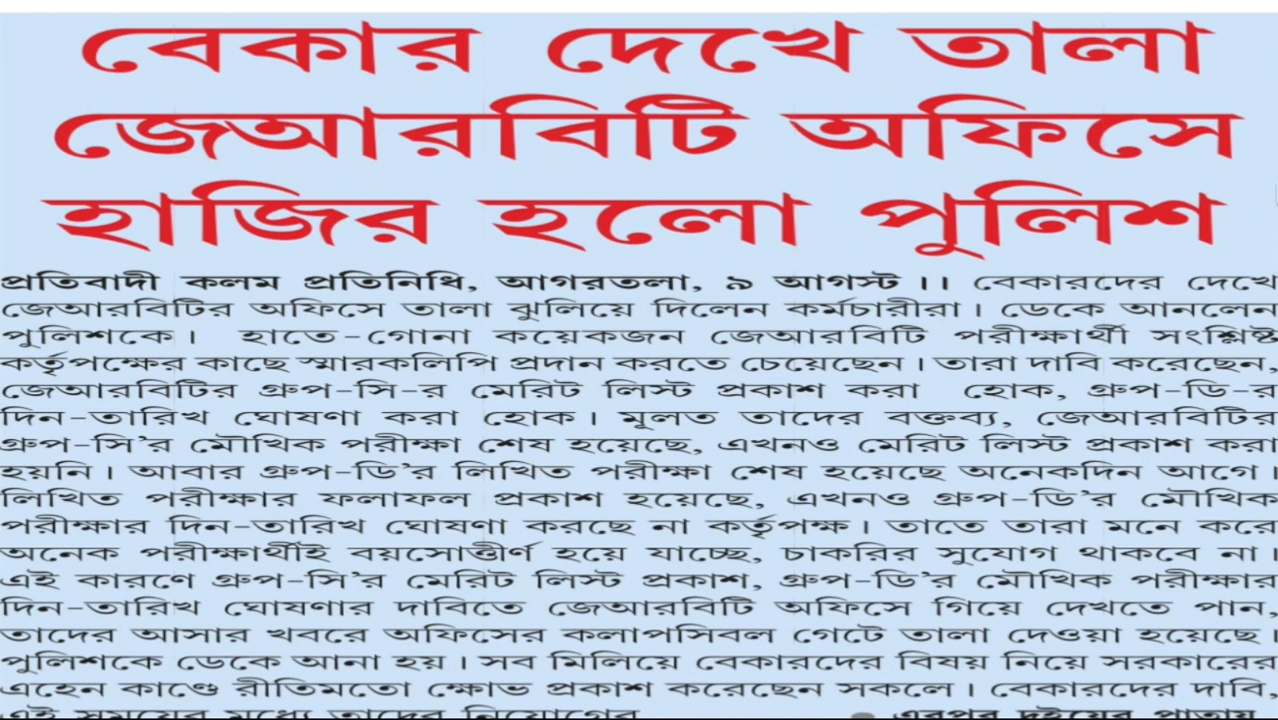 বেকার দেখে তালা
জেআরবিটি অফিসে
হাজির হলো পুলিশ
প্রতিবাদী কলম প্রতিনিধি, আগরতলা, ৯ আগস্ট ।। বেকারদের দেখে
জেআরবিটির অফিসে তালা ঝুলিয়ে দিলেন কর্মচারীরা। ডেকে আনলেন
পুলিশকে। হাতে-গোনা কয়েকজন জেআরবিটি পরীক্ষার্থী সংশ্লিষ্ট
কর্তৃপক্ষের কাছে স্মারকলিপি প্রদান করতে চেয়েছেন। তারা দাবি করেছেন,
জেআরবিটির গ্রুপ-সি-র মেরিট লিস্ট প্রকাশ করা হোক, গ্রুপ-ডি-র
দিন-তারিখ ঘোষণা করা হোক। মূলত তাদের বক্তব্য, জেআরবিটির
গ্রুপ-সি’র মৌখিক পরীক্ষা শেষ হয়েছে, এখনও মেরিট লিস্ট প্রকাশ করা
হয়নি। আবার গ্রুপ-ডি’র লিখিত পরীক্ষা শেষ হয়েছে অনেকদিন আগে।
লিখিত পরীক্ষার ফলাফল প্রকাশ হয়েছে, এখনও গ্রুপ-ডি’র মৌখিক
পরীক্ষার দিন-তারিখ ঘোষণা করছে না কর্তৃপক্ষ। তাতে তারা মনে করে
অনেক পরীক্ষার্থীই বয়সোত্তীর্ণ হয়ে যাচ্ছে, চাকরির সুযোগ থাকবে না।
এই কারণে গ্রুপ-সি’র মেরিট লিস্ট প্রকাশ, গ্রুপ-ডি’র মৌখিক পরীক্ষার
দিন-তারিখ ঘোষণার দাবিতে জেআরবিটি অফিসে গিয়ে দেখতে পান,
তাদের আসার খবরে অফিসের কলাপসিবল গেটে তালা দেওয়া হয়েছে।
পুলিশকে ডেকে আনা হয়। সব মিলিয়ে বেকারদের বিষয় নিয়ে সরকারের
এহেন কাণ্ডে রীতিমতো ক্ষোভ প্রকাশ করেছেন সকলে। বেকারদের দাবি,
এই সময়ের মধ্যে তাদের নিয়োগের এরপর দুইয়ের পাতায়